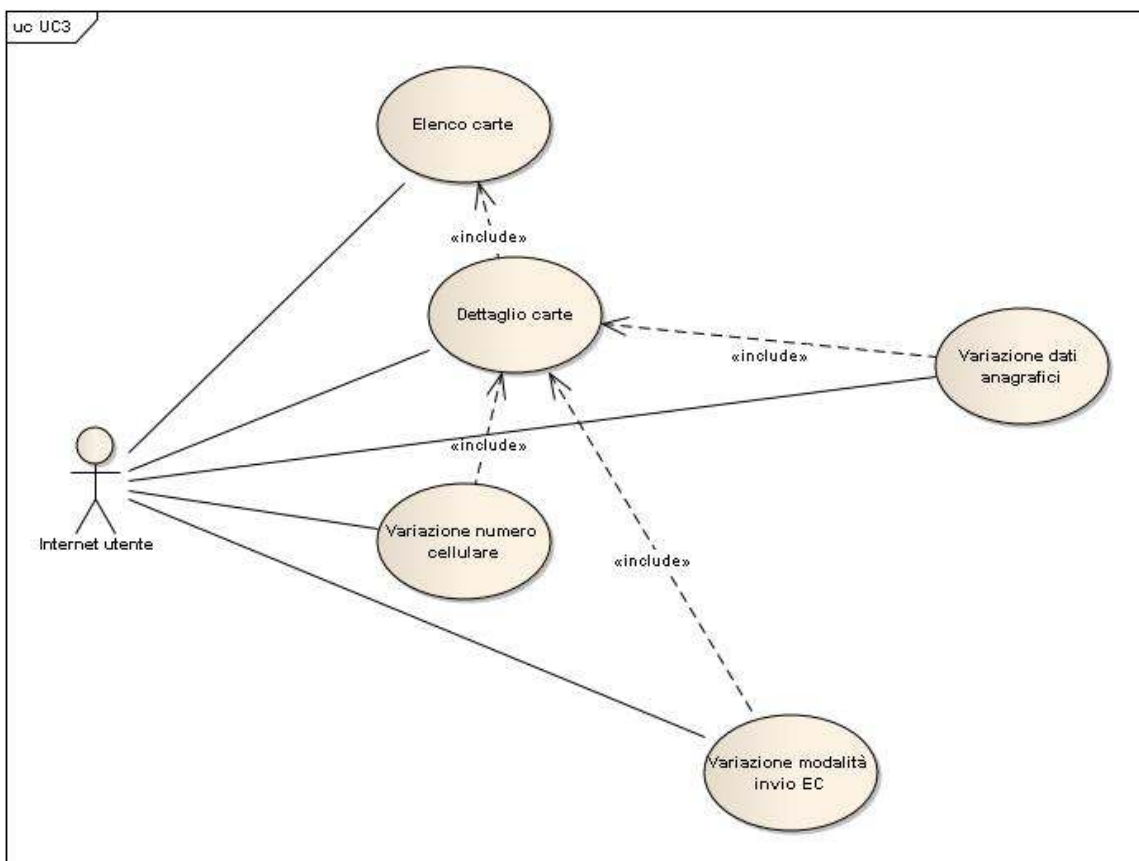 uc UC3
Elenco carte
«include»
Dettaglio carte
«include»
Variazione dati
anagrafici
«include»
Internet utente
Variazione numero
cellulare
«include»
Variazione modalità
invio EC